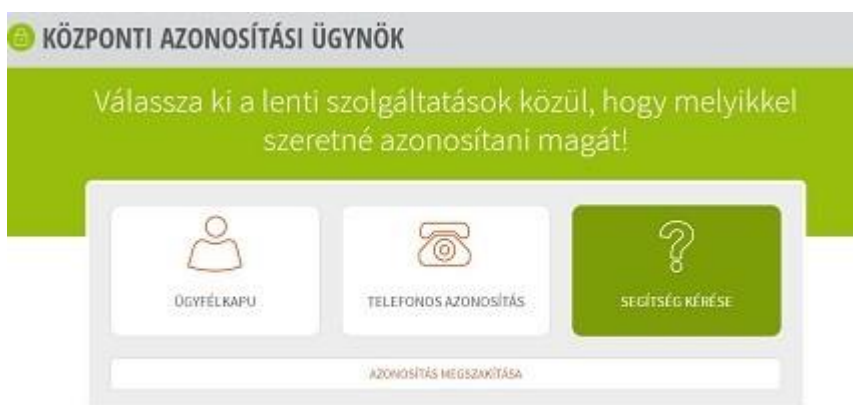 KÖZPONTI AZONOSÍTÁSI ÜGYNÖK
Válassza ki a lenti szolgáltatások közül, hogy melyikkel
szeretné azonosítani magát!
ÜGYFÉLKAPU
TELEFONOS AZONOSÍTÁS
SEGÍTSÉG KÉRÉSE
AZONOSÍTÁS MEGSZAKÍTÁSA